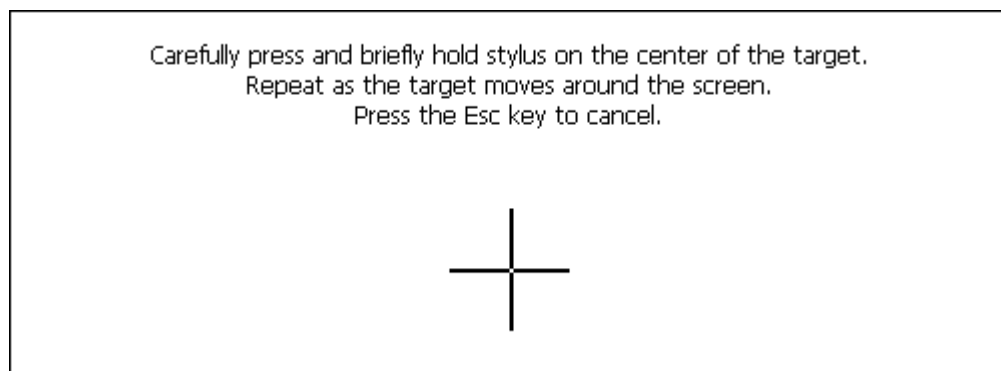 Carefully press and briefly hold stylus on the center of the target.
Repeat as the target moves around the screen.
Press the Esc key to cancel.